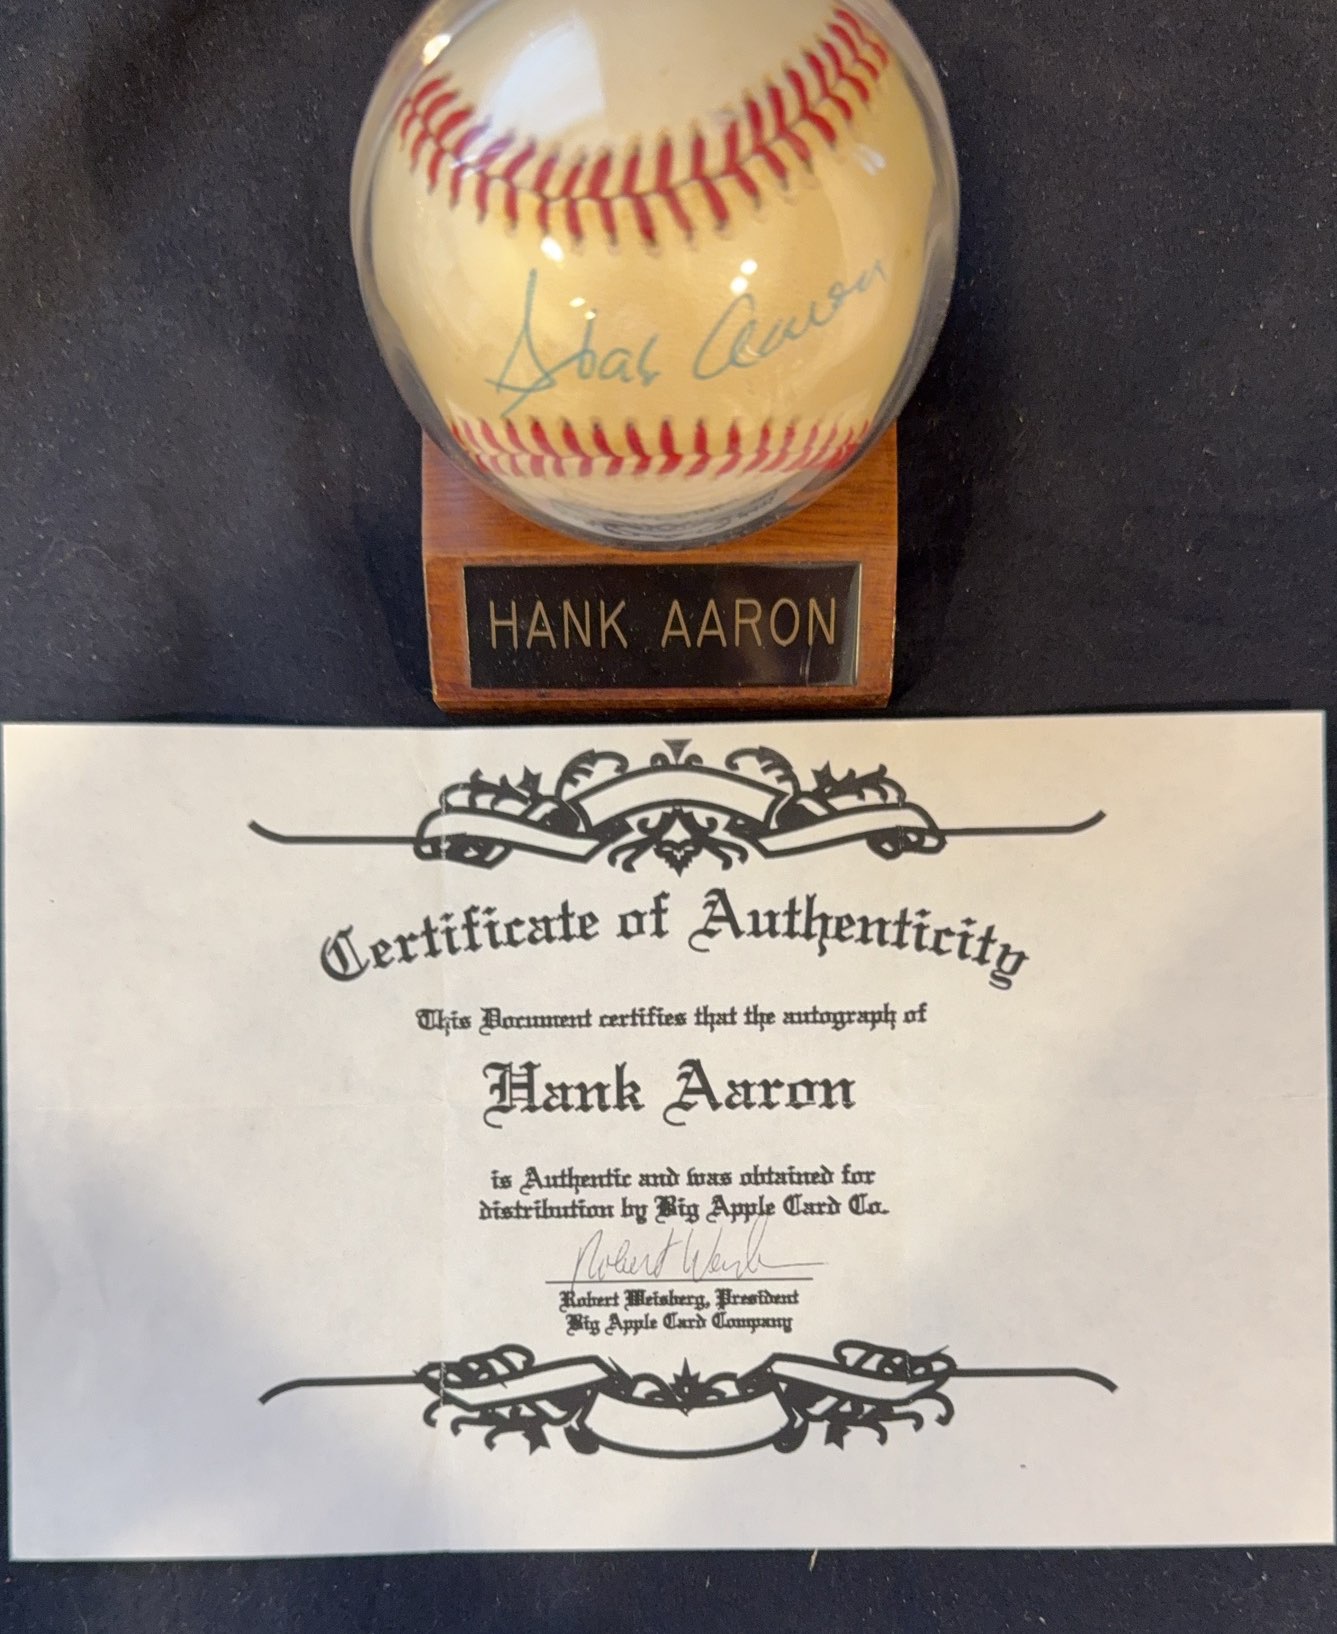 Hank Aaron
HANK AARON
Certificate of Authenticity
This Document certifies that the autograph of
Hank Aaron
is Authentic and was obtained for
distribution by Big Apple Card Co.
Robert Weisberg, President
Big Apple Card Company